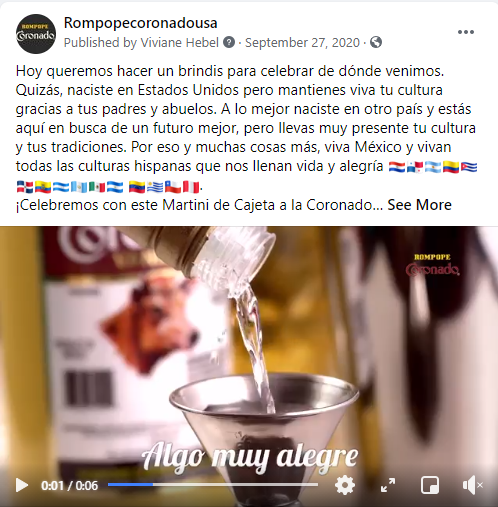 ROMPOPE
Coronado
Rompopecoronadousa
Published by Viviane Hebel · September 27, 2020 ·
Hoy queremos hacer un brindis para celebrar de dónde venimos.
Quizás, naciste en Estados Unidos pero mantienes viva tu cultura
gracias a tus padres y abuelos. A lo mejor naciste en otro país y estás
aquí en busca de un futuro mejor, pero llevas muy presente tu cultura
y tus tradiciones. Por eso y muchas cosas más, viva México y vivan
todas las culturas hispanas que nos llenan vida y alegría
.
¡Celebremos con este Martini de Cajeta a la Coronado... See More
ROMPOPE
Coronado
Algo muy alegre
0:01 / 0:06